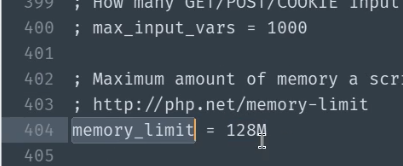 399 ; How many GET/POST/COOKIE input
400 ; max_input_vars = 1000
401
402 ; Maximum amount of memory a scri
403 ; http://php.net/memory-limit
404 memory_limit = 128M
405